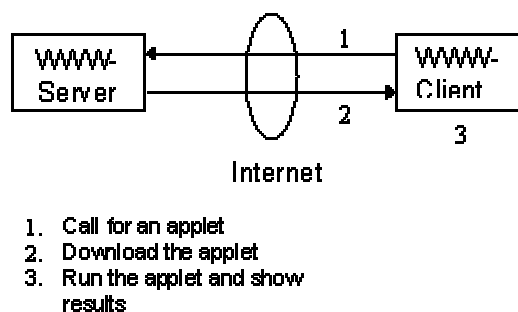 WWW-
Server
1
WWW-
Client
2
3
Internet
1. Call for an applet
2. Download the applet
3. Run the applet and show
results